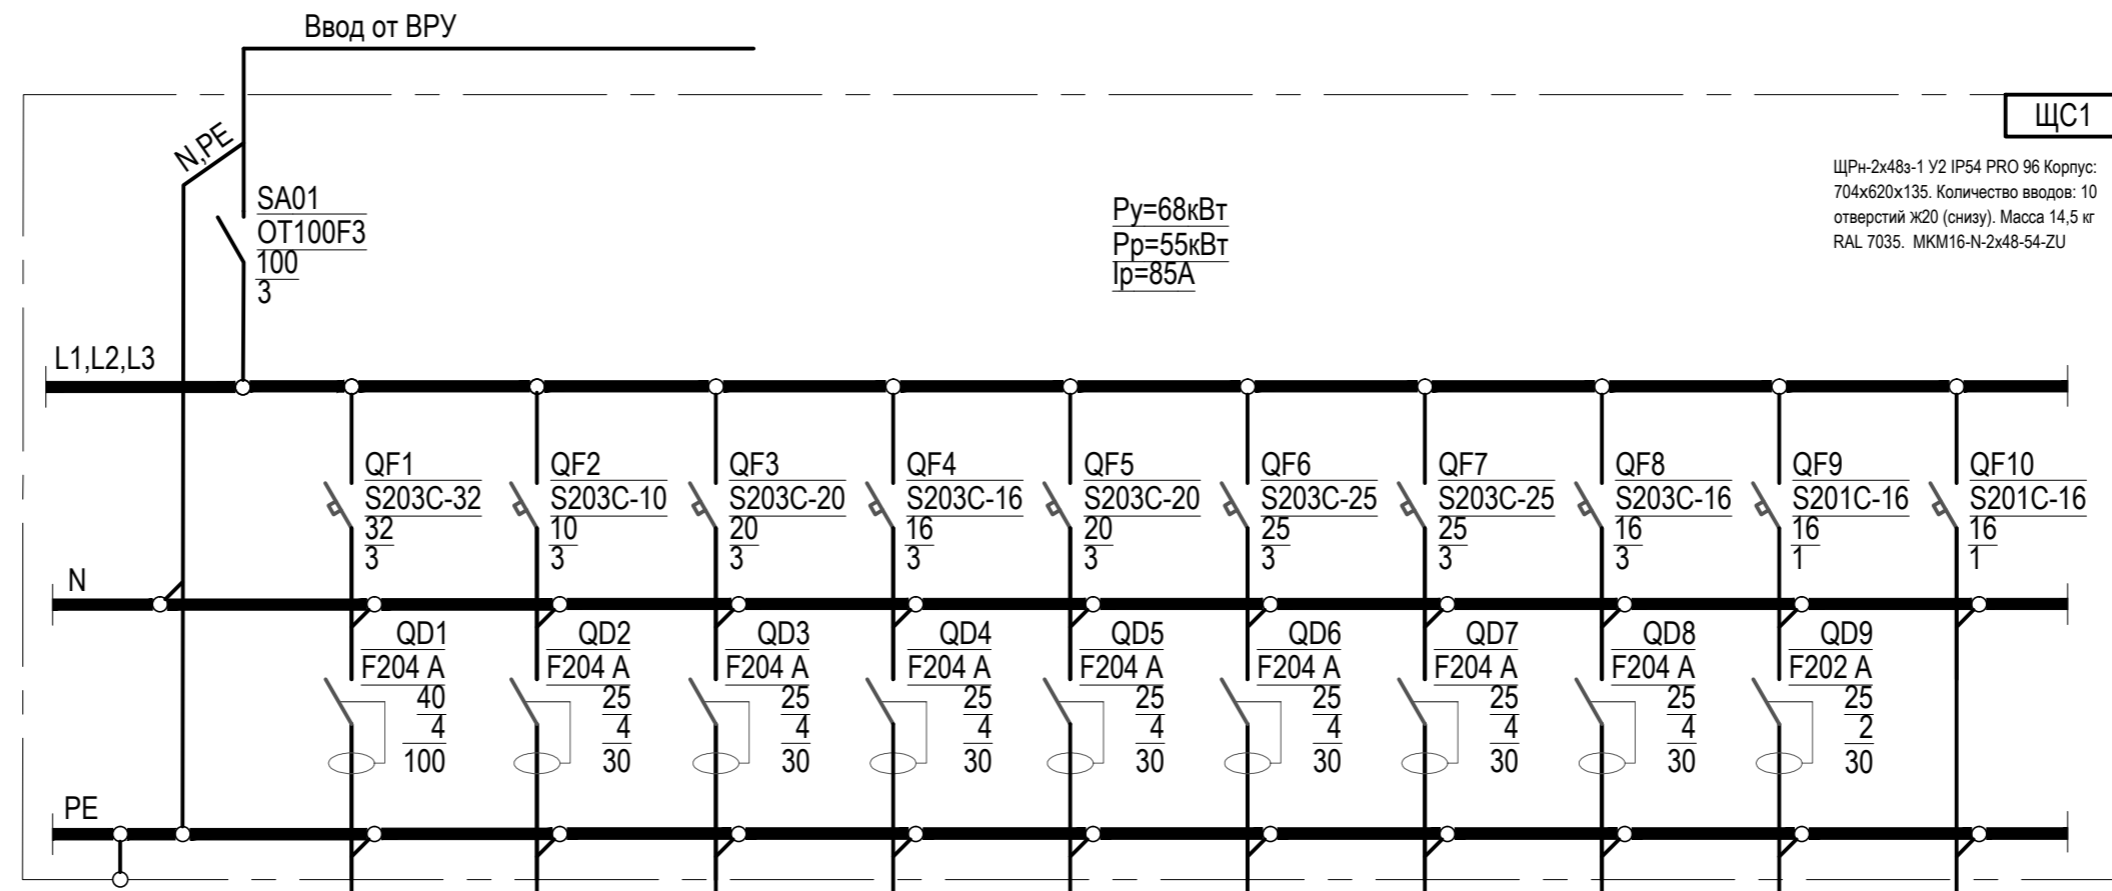 Ввод от ВРУ
ЩС1
N,PE
ЩРн-2х48з-1 У2 IP54 PRO 96 Корпус:
704х620х135. Количество вводов: 10
отверстий Ж20 (снизу). Масса 14,5 кг
RAL 7035. MKM16-N-2x48-54-ZU
SA01
OT100F3
100
3
Ру=68кВт
Рр=55кВт
Iр=85А
L1,L2,L3
QF1
S203C-32
32
3
QF2
S203C-10
10
3
QF3
S203C-20
20
3
QF4
S203C-16
16
3
QF5
S203C-20
20
3
QF6
S203C-25
25
3
QF7
S203C-25
25
3
QF8
S203C-16
16
3
QF9
S201C-16
16
1
QF10
S201C-16
16
1
N
QD1
F204 A
40
4
100
QD2
F204 A
25
4
30
QD3
F204 A
25
4
30
QD4
F204 A
25
4
30
QD5
F204 A
25
4
30
QD6
F204 A
25
4
30
QD7
F204 A
25
4
30
QD8
F204 A
25
4
30
QD9
F202 A
25
2
30
PE